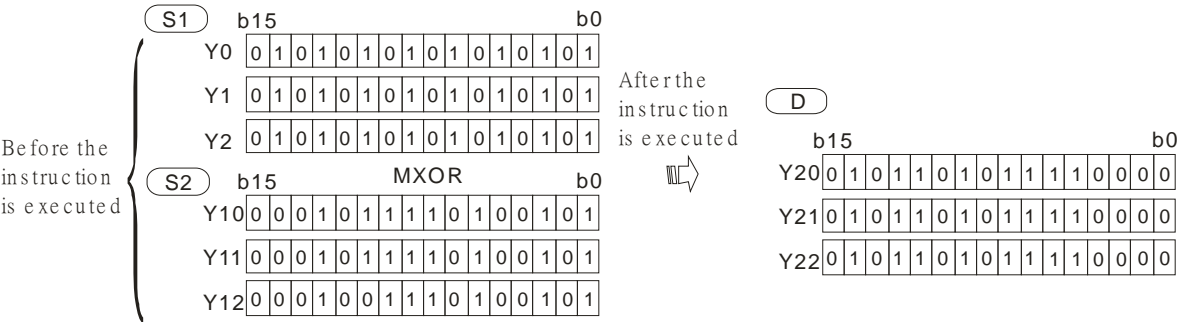 S1
b15 b0
Y0 0 1 0 1 0 1 0 1 0 1 0 1 0 1 0 1
Y1 0 1 0 1 0 1 0 1 0 1 0 1 0 1 0 1
Y2 0 1 0 1 0 1 0 1 0 1 0 1 0 1 0 1
Before the
instruction
is executed
S2
b15 MXOR b0
Y10 0 0 0 1 0 1 1 1 1 0 1 0 0 1 0 1
Y11 0 0 0 1 0 1 1 1 1 0 1 0 0 1 0 1
Y12 0 0 0 1 0 0 1 1 1 0 1 0 0 1 0 1
After the
instruction
is executed
D
b15 b0
Y20 0 1 0 1 1 0 1 0 1 1 1 1 0 0 0 0
Y21 0 1 0 1 1 0 1 0 1 1 1 1 0 0 0 0
Y22 0 1 0 1 1 0 1 0 1 1 1 1 0 0 0 0